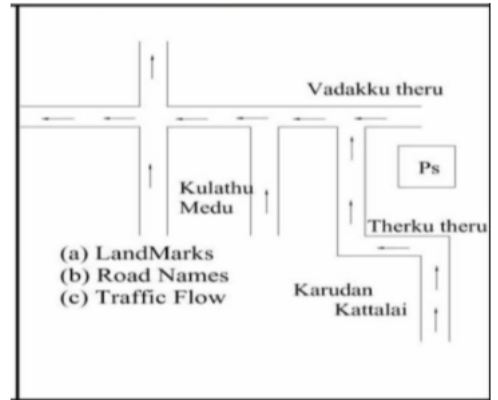 Vadakku theru
Ps
Kulathu
Medu
Therku theru
(a) LandMarks
(b) Road Names
(c) Traffic Flow
Karudan
Kattalai